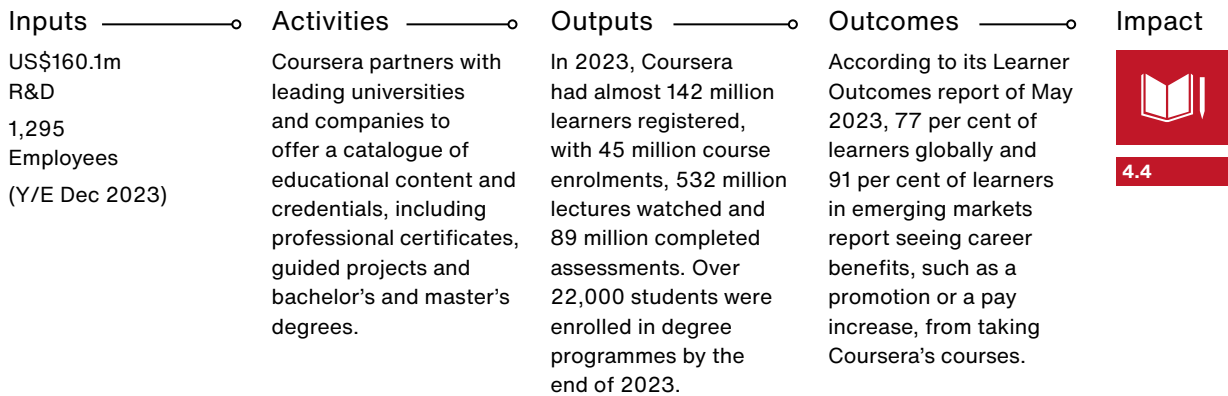 Inputs
US$160.1m
R&D
1,295
Employees
(Y/E Dec 2023)
Activities
Coursera partners with
leading universities
and companies to
offer a catalogue of
educational content and
credentials, including
professional certificates,
guided projects and
bachelor’s and master’s
degrees.
Outputs
In 2023, Coursera
had almost 142 million
learners registered,
with 45 million course
enrolments, 532 million
lectures watched and
89 million completed
assessments. Over
22,000 students were
enrolled in degree
programmes by the
end of 2023.
Outcomes
According to its Learner
Outcomes report of May
2023, 77 per cent of
learners globally and
91 per cent of learners
in emerging markets
report seeing career
benefits, such as a
promotion or a pay
increase, from taking
Coursera’s courses.
Impact
4.4